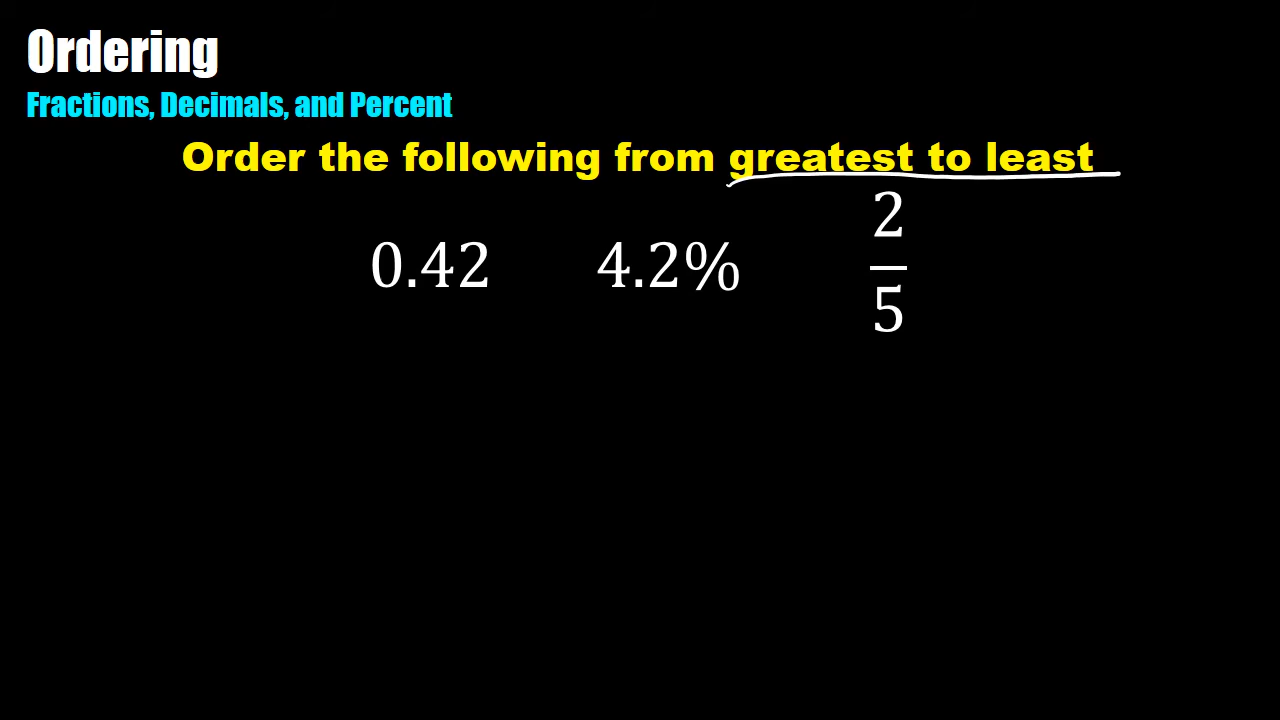 Ordering
Fractions, Decimals, and Percent
Order the following from greatest to least
0.42 4.2% 2/5